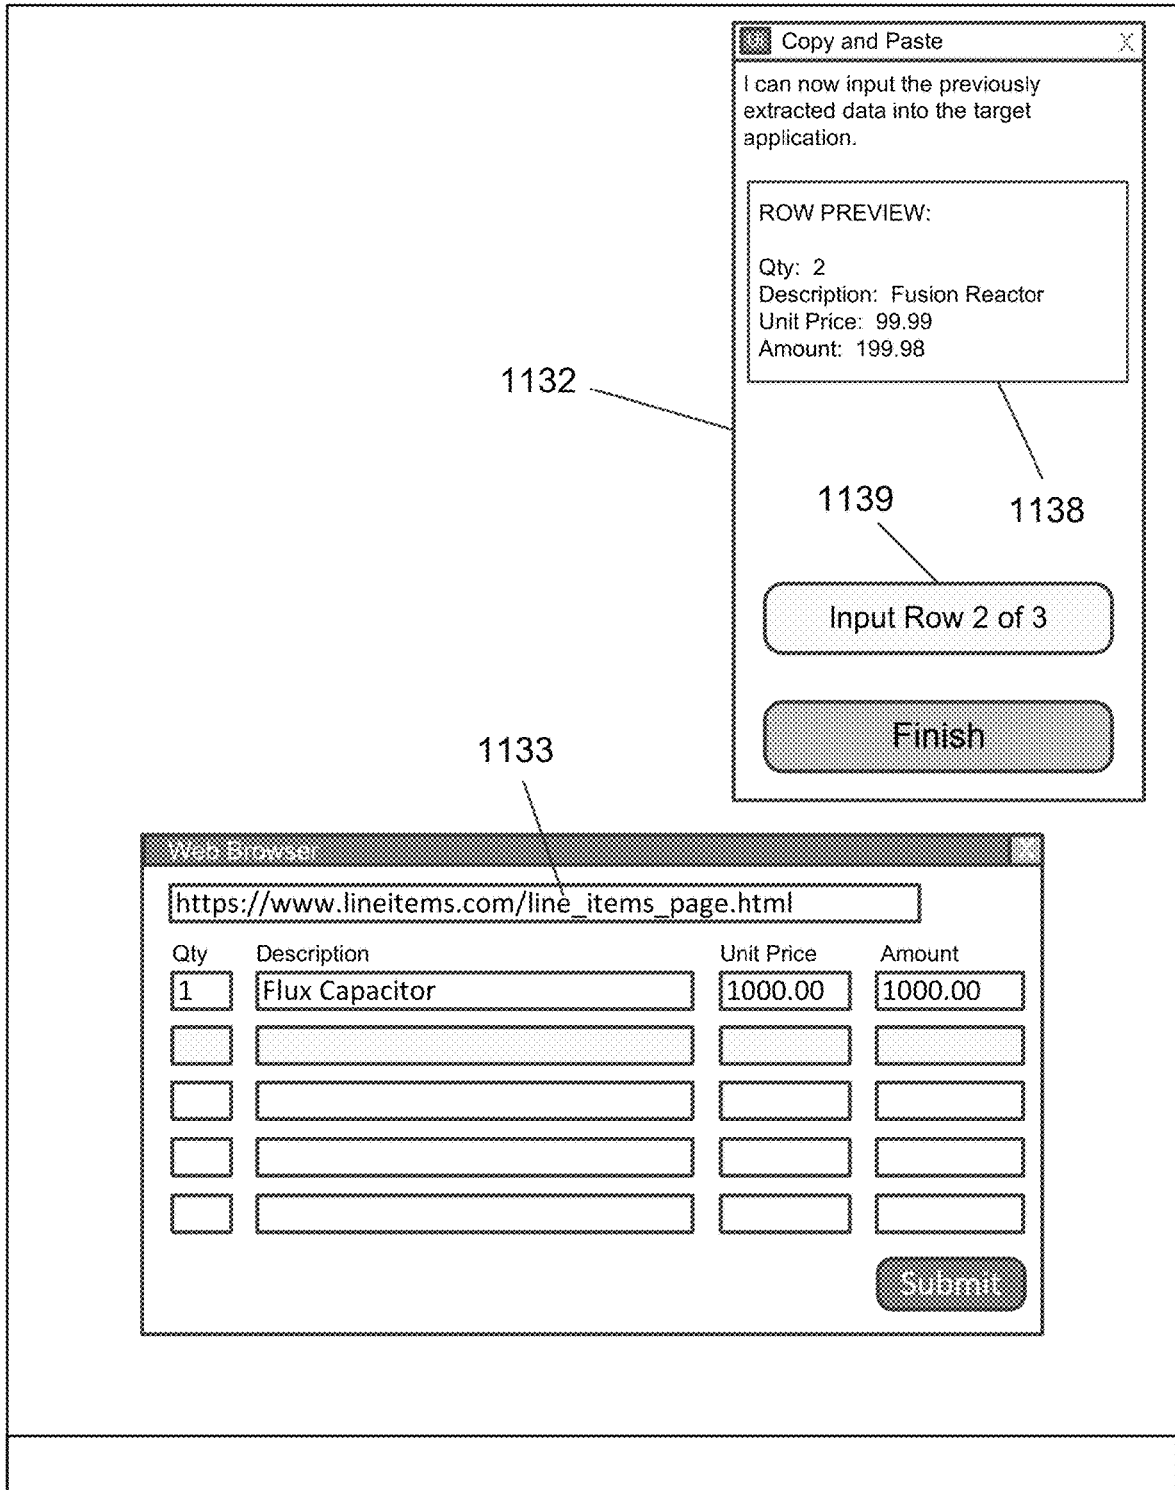 Copy and Paste X
I can now input the previously
extracted data into the target
application.
ROW PREVIEW:
Qty: 2
Description: Fusion Reactor
Unit Price: 99.99
Amount: 199.98
1132
1139
1138
Input Row 2 of 3
Finish
1133
Web Browser X
https://www.lineitems.com/line_items_page.html
Qty Description Unit Price Amount
1 Flux Capacitor 1000.00 1000.00
Submit